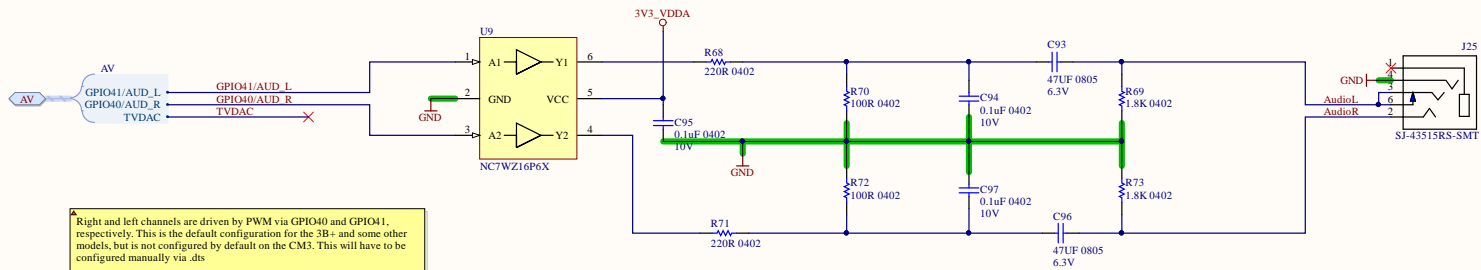 3V3_VDDA
U9
J25
R68
C93
1
A1
Y1
6
220R 0402
47UF 0805
6.3V
AV
GPIO41/AUD_L
GPIO41/AUD_L
GPIO40/AUD_R
GPIO40/AUD_R
TVDAC
TVDAC
AV
2
GND
VCC
5
GND
R70
100R 0402
C94
0.1uF 0402
10V
R69
1.8K 0402
GND
1
4
3
AudioL
6
AudioR
2
SJ-43515RS-SMT
C95
0.1uF 0402
10V
3
A2
Y2
4
NC7WZ16P6X
GND
R72
100R 0402
C97
0.1uF 0402
10V
R73
1.8K 0402
R71
220R 0402
C96
47UF 0805
6.3V
Right and left channels are driven by PWM via GPIO40 and GPIO41,
respectively. This is the default configuration for the 3B+ and some other
models, but is not configured by default on the CM3. This will have to be
configured manually via .dts